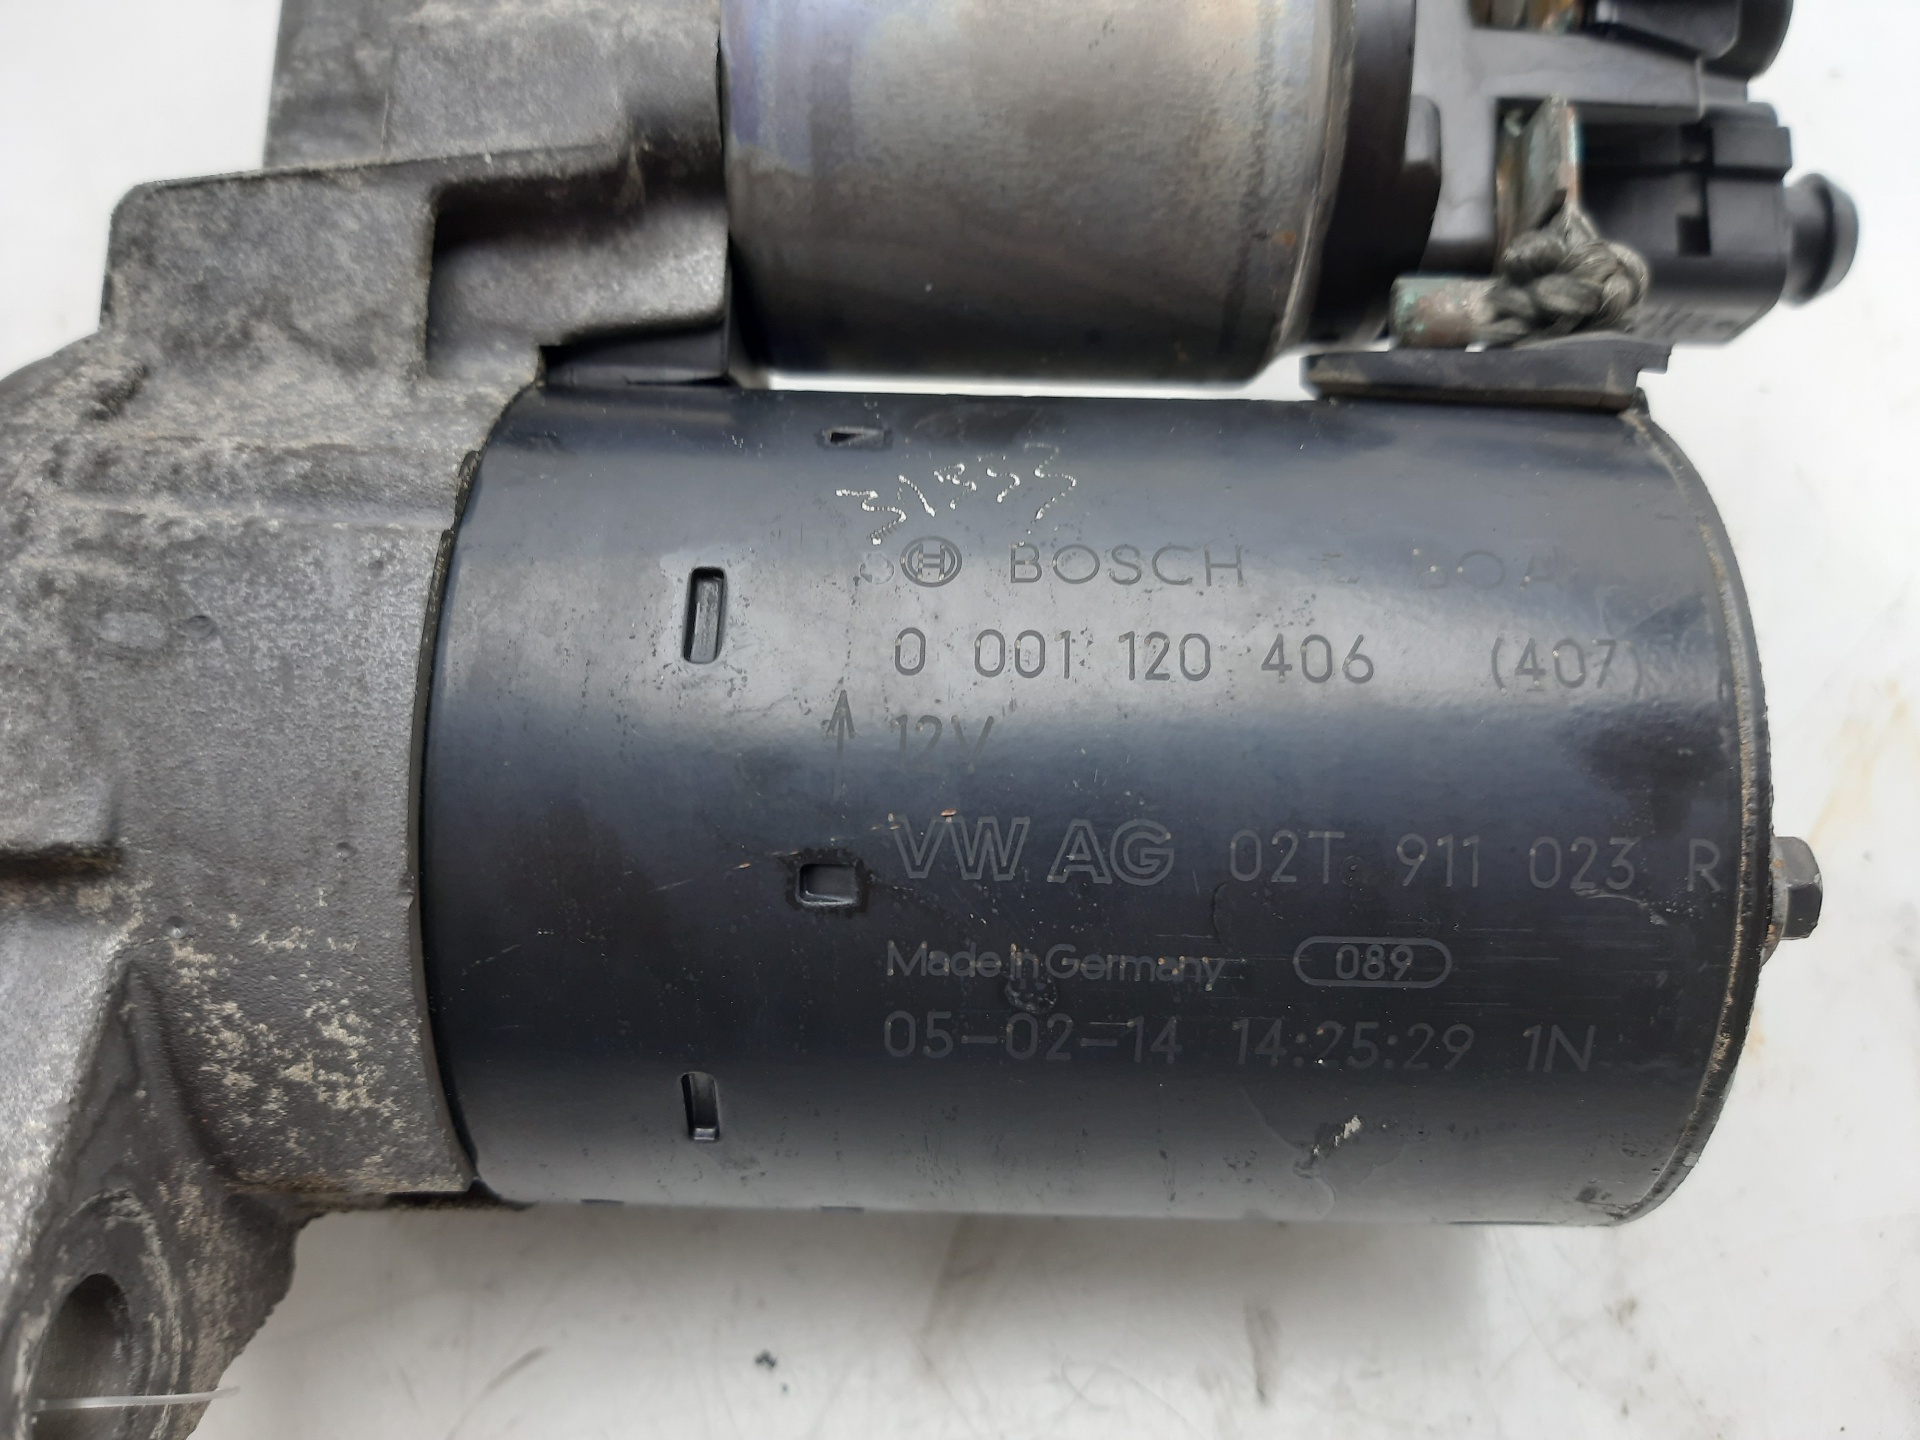 BOSCH
0 001 120 406 (407)
12V
VW AG 02T 911 023 R
Made in Germany 089
05-02-14 14:25:29 1N